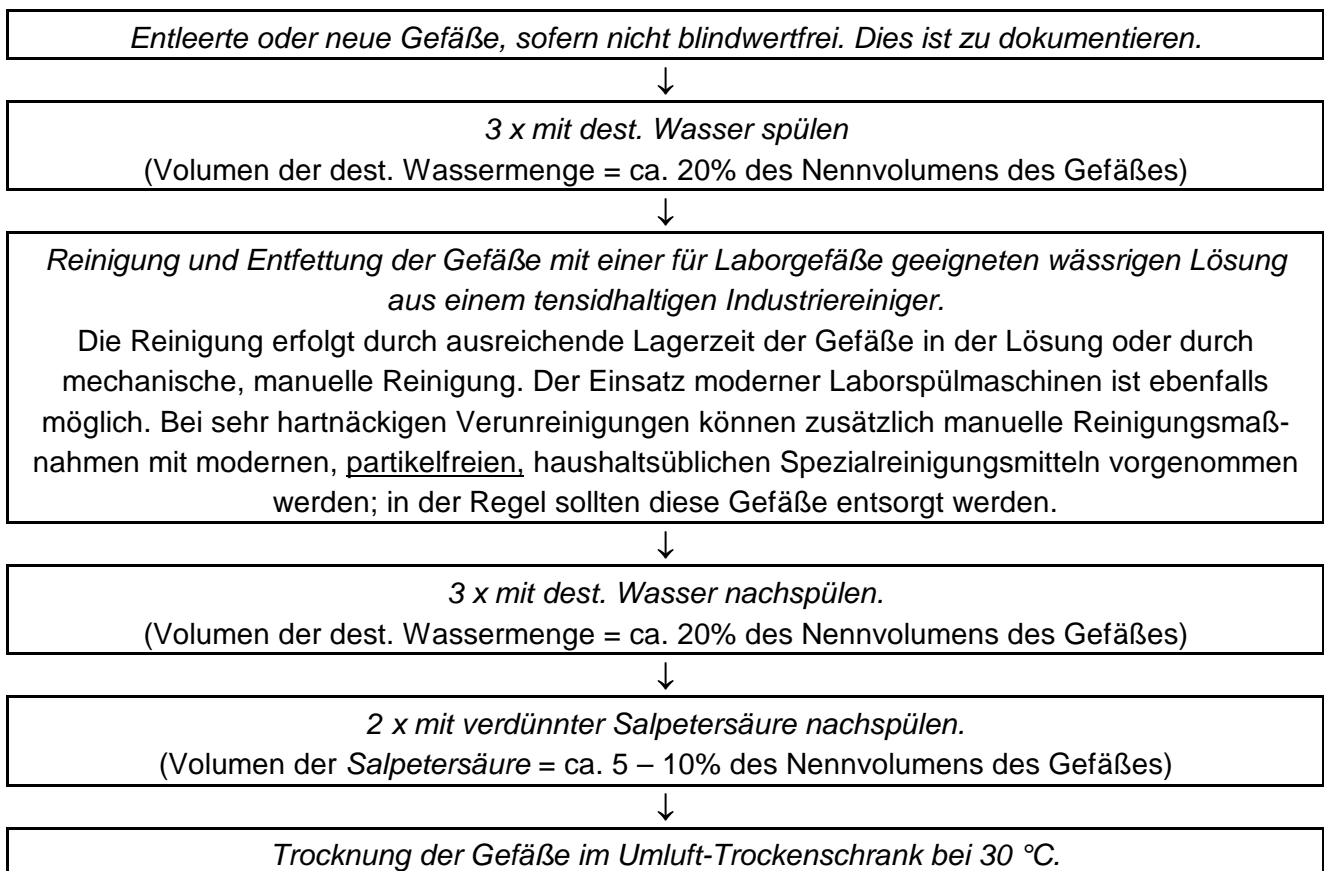 Entleerte oder neue Gefäße, sofern nicht blindwertfrei. Dies ist zu dokumentieren.
↓
3 x mit dest. Wasser spülen
(Volumen der dest. Wassermenge = ca. 20% des Nennvolumens des Gefäßes)
↓
Reinigung und Entfettung der Gefäße mit einer für Laborgefäße geeigneten wässrigen Lösung
aus einem tensidhaltigen Industriereiniger.
Die Reinigung erfolgt durch ausreichende Lagerzeit der Gefäße in der Lösung oder durch
mechanische, manuelle Reinigung. Der Einsatz moderner Laborspülmaschinen ist ebenfalls
möglich. Bei sehr hartnäckigen Verunreinigungen können zusätzlich manuelle Reinigungsmaß-
nahmen mit modernen, partikelfreien, haushaltsüblichen Spezialreinigungsmitteln vorgenommen
werden; in der Regel sollten diese Gefäße entsorgt werden.
↓
3 x mit dest. Wasser nachspülen.
(Volumen der dest. Wassermenge = ca. 20% des Nennvolumens des Gefäßes)
↓
2 x mit verdünnter Salpetersäure nachspülen.
(Volumen der Salpetersäure = ca. 5 – 10% des Nennvolumens des Gefäßes)
↓
Trocknung der Gefäße im Umluft-Trockenschrank bei 30 °C.